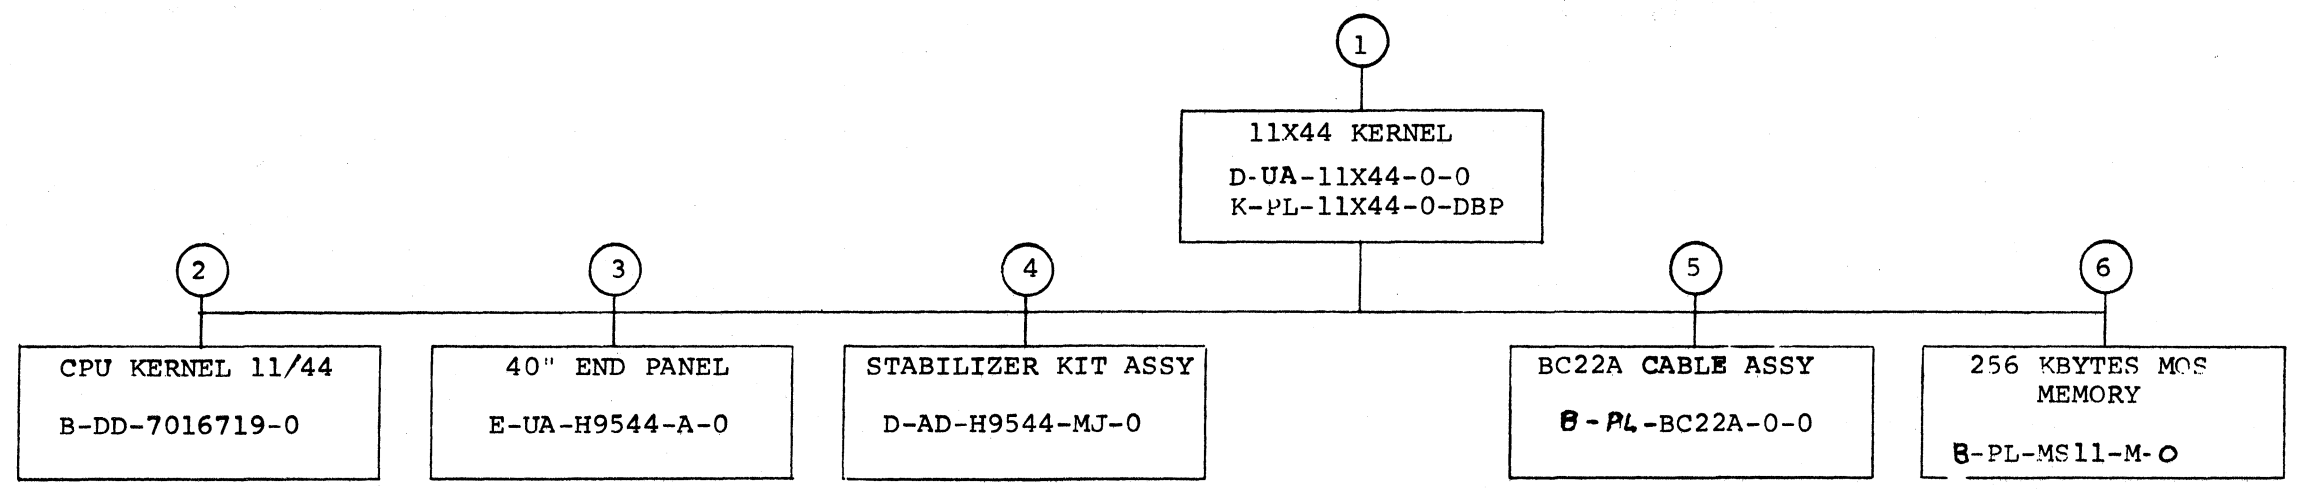 1
11X44 KERNEL
D-UA-11X44-0-0
K-PL-11X44-0-DBP
2
3
4
5
6
CPU KERNEL 11/44
B-DD-7016719-0
40" END PANEL
E-UA-H9544-A-0
STABILIZER KIT ASSY
D-AD-H9544-MJ-0
BC22A CABLE ASSY
B-PL-BC22A-0-0
256 KBYTES MOS
MEMORY
B-PL-MS11-M-0